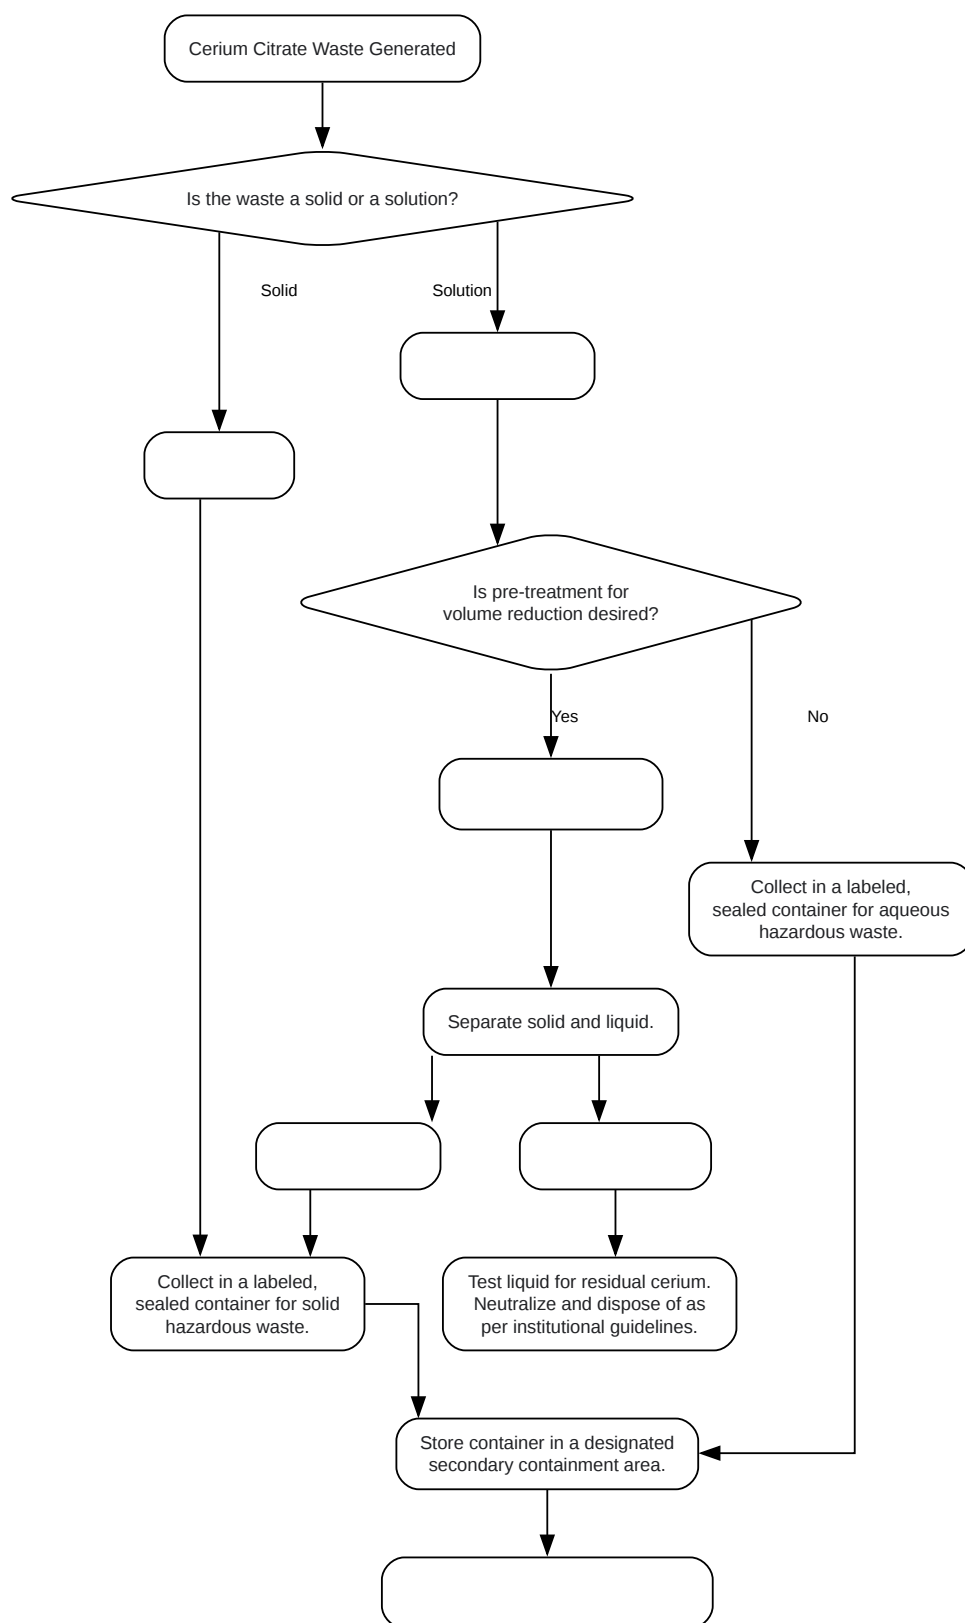 Cerium Citrate Waste Generated
Is the waste a solid or a solution?
Solid
Solution
Is pre-treatment for
volume reduction desired?
Yes
No
Collect in a labeled,
sealed container for aqueous
hazardous waste.
Separate solid and liquid.
Collect in a labeled,
sealed container for solid
hazardous waste.
Test liquid for residual cerium.
Neutralize and dispose of as
per institutional guidelines.
Store container in a designated
secondary containment area.